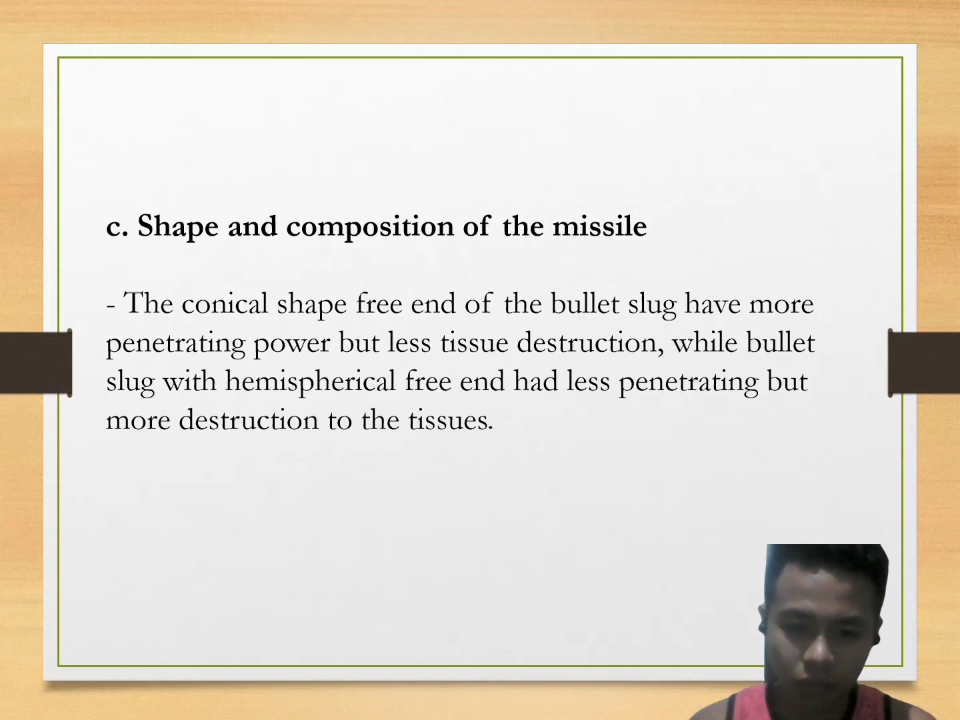 c. Shape and composition of the missile
- The conical shape free end of the bullet slug have more
penetrating power but less tissue destruction, while bullet
slug with hemispherical free end had less penetrating but
more destruction to the tissues.